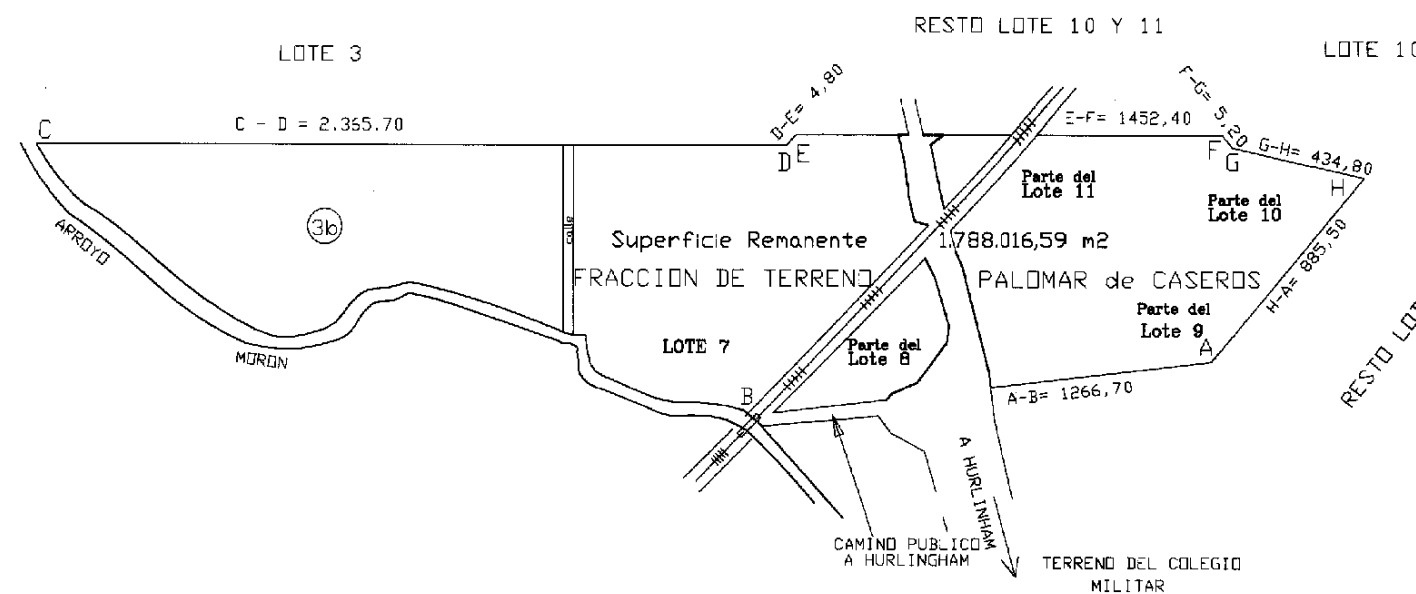 RESTO LOTE 10 Y 11
LOTE 3
LOTE 10
C
C - D = 2.365.70
D-E= 4,80
D E
E-F= 1452,40
F-G= 5,20
F
G
G-H= 434,80
H
Parte del
Lote 11
Parte del
Lote 10
3b
calle
ARROYO
MORON
Superficie Remanente 1.788.016,59 m2
FRACCION DE TERRENO PALOMAR de CASEROS
H-A= 885,50
Parte del
Lote 9
A
LOTE 7
Parte del
Lote 8
B
A-B= 1266,70
RESTO LOT
A HURLINHAM
CAMINO PUBLICO
A HURLINGHAM
TERRENO DEL COLEGIO
MILITAR